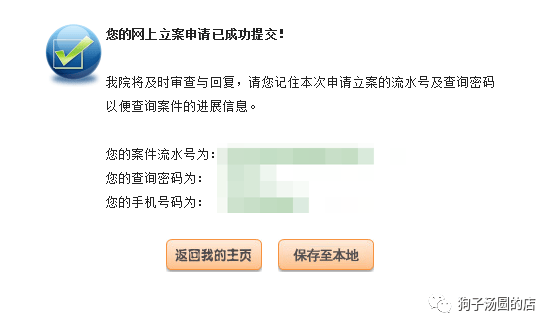 您的网上立案申请已成功提交!
我院将及时审查与回复，请您记住本次申请立案的流水号及查询密码
以便查询案件的进展信息。
您的案件流水号为:
您的查询密码为:
您的手机号码为:
返回我的主页 保存至本地
狗子汤圆的店